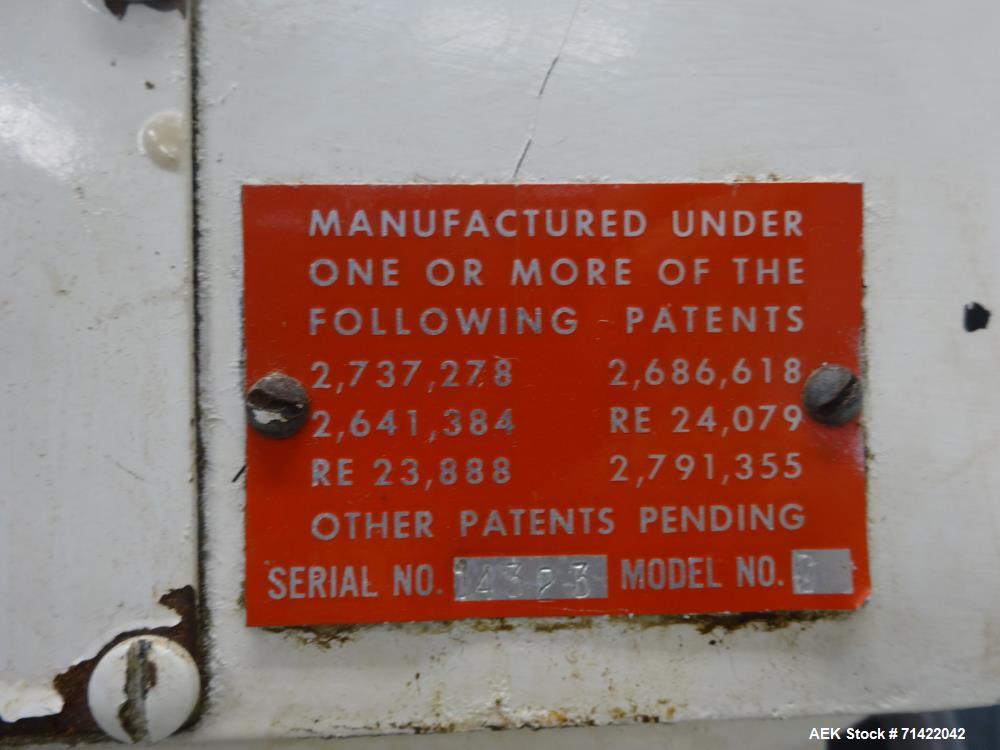 MANUFACTURED UNDER
ONE OR MORE OF THE
FOLLOWING PATENTS
2,737,278 2,686,618
2,641,384 RE 24,079
RE 23,888 2,791,355
OTHER PATENTS PENDING
SERIAL NO. MODEL NO.
AEK Stock #71422042